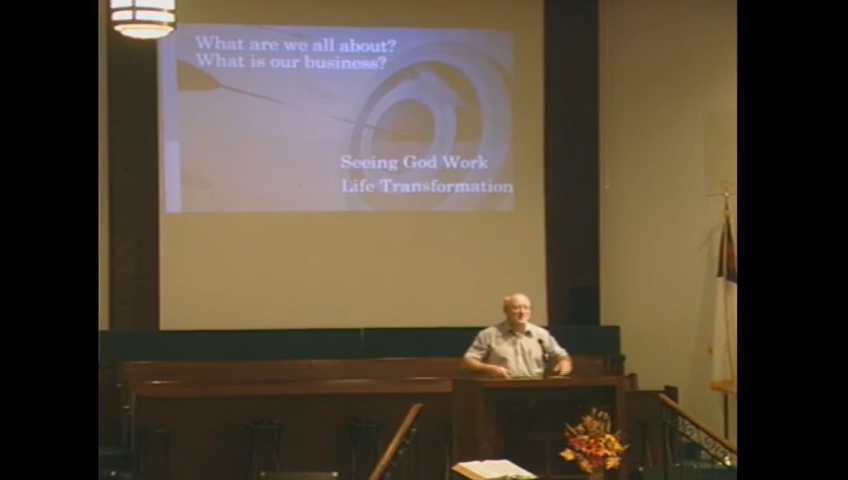 What are we all about?
What is our business?
Seeing God Work
Life Transformation